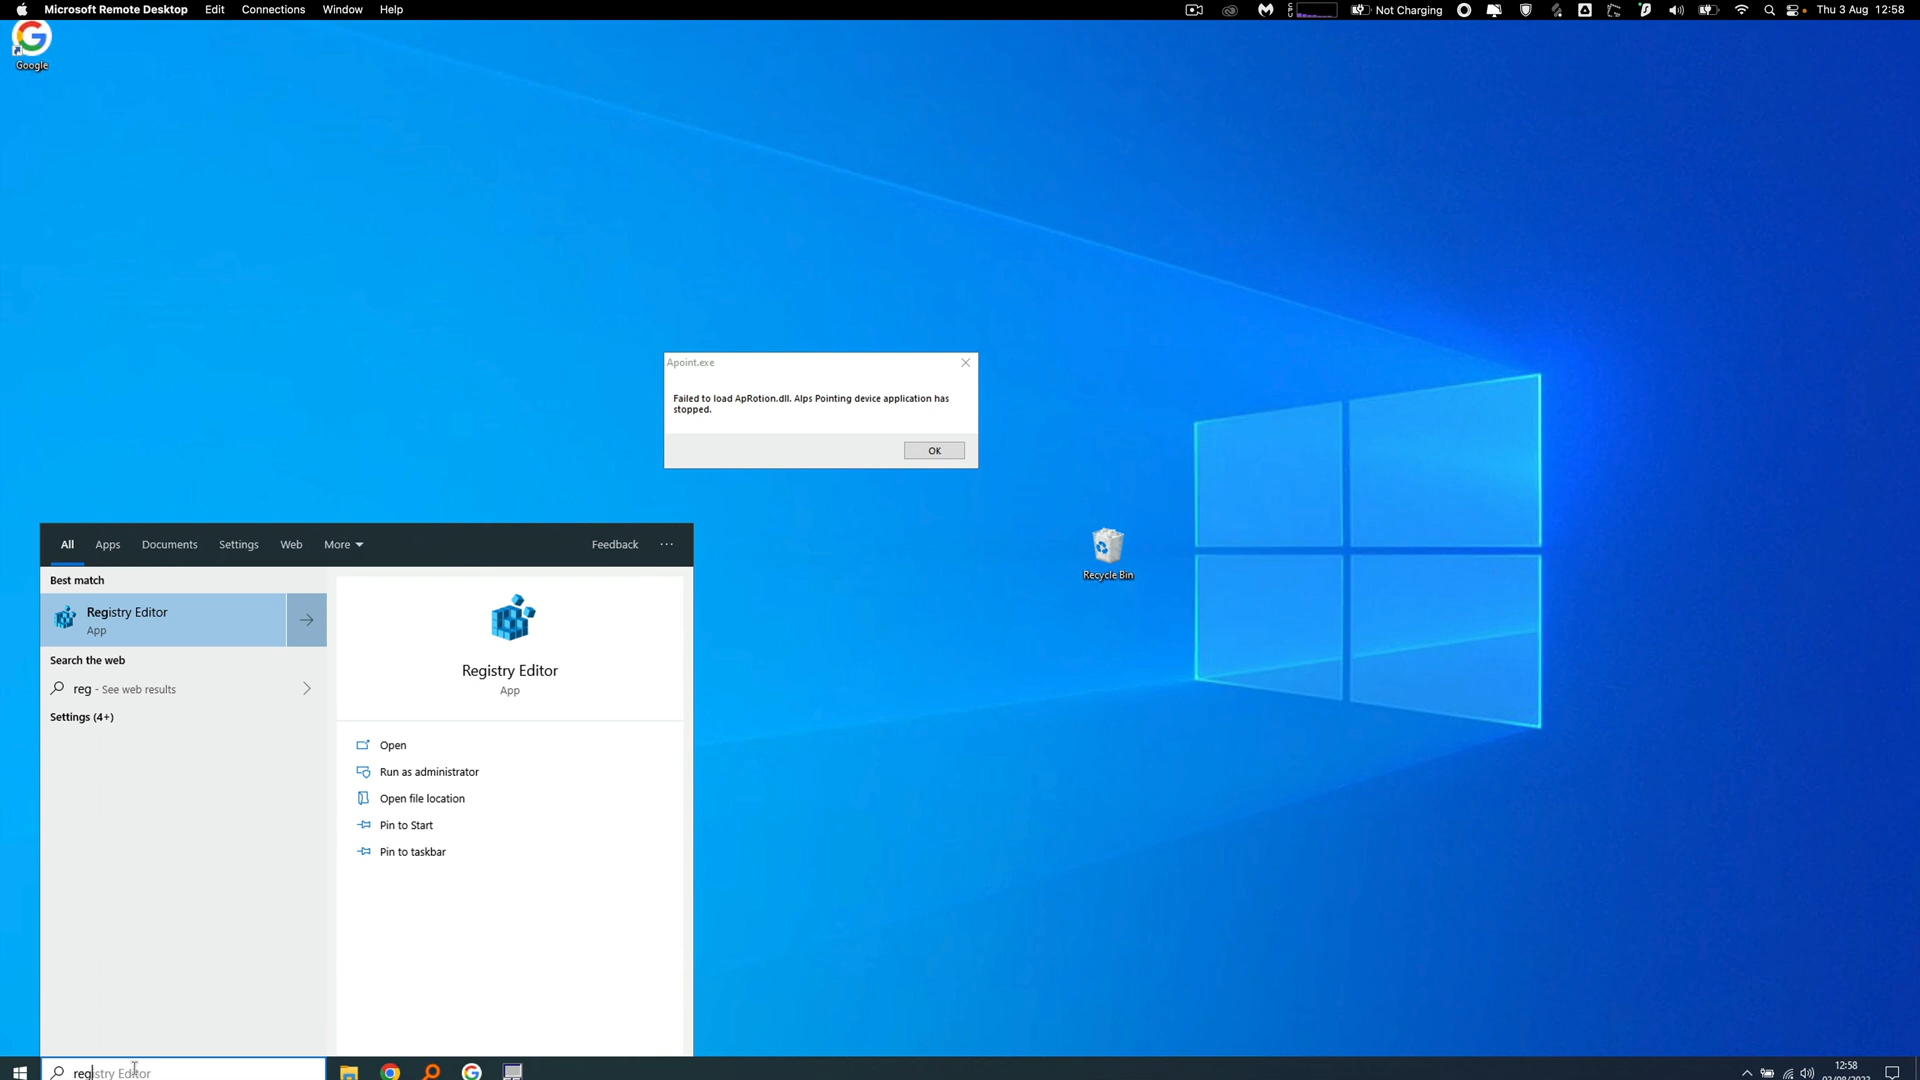 Microsoft Remote Desktop Edit Connections Window Help
Not Charging Thu 3 Aug 12:58
Google
Apoint.exe
Failed to load ApRotion.dll. Alps Pointing device application has
stopped.
OK
Recycle Bin
All Apps Documents Settings Web More Feedback ...
Best match
Registry Editor
App
Search the web
reg - See web results
Settings (4+)
Registry Editor
App
Open
Run as administrator
Open file location
Pin to Start
Pin to taskbar
registry Editor
12:58